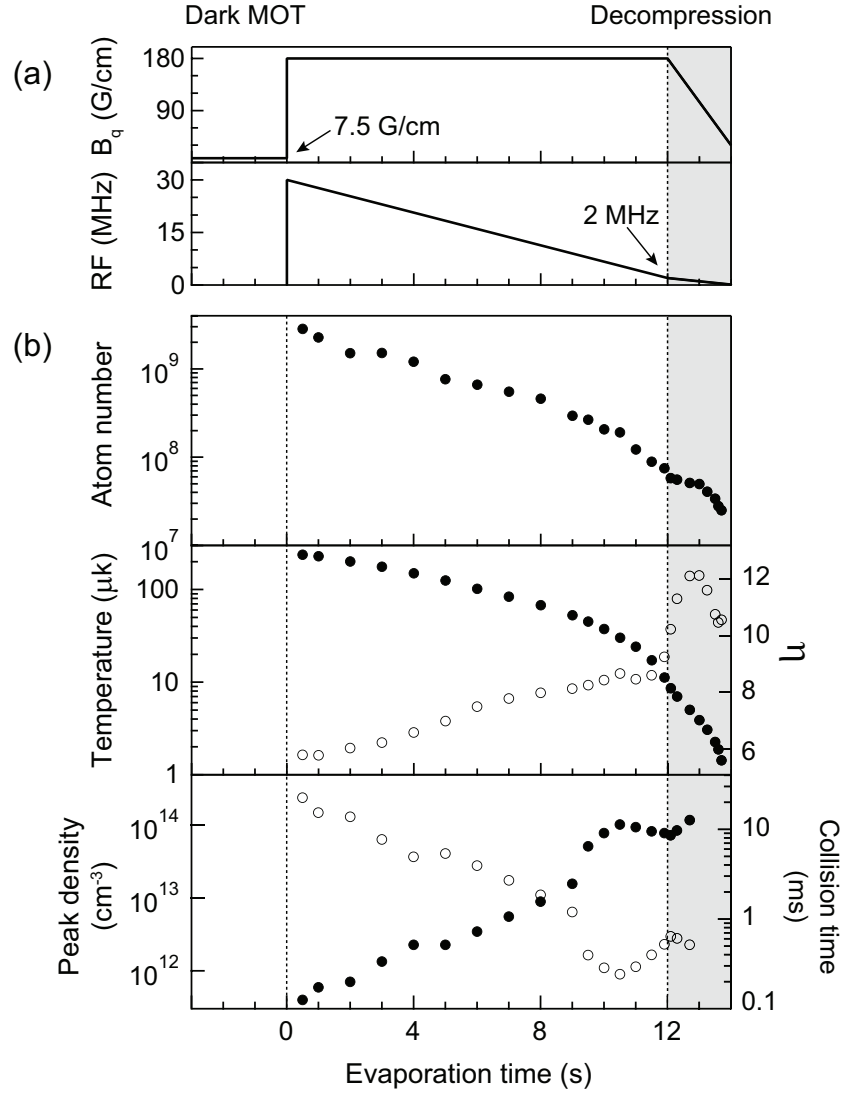 Dark MOT Decompression
(a)
B_q (G/cm)
180
90
7.5 G/cm
RF (MHz)
30
15
0
2 MHz
(b)
Atom number
10^9
10^8
10^7
Temperature (μk)
10
100
10
1
η
12
10
8
6
Peak density
(cm^-3)
10^14
10^13
10^12
Collision time
(ms)
10
1
0.1
0 4 8 12
Evaporation time (s)